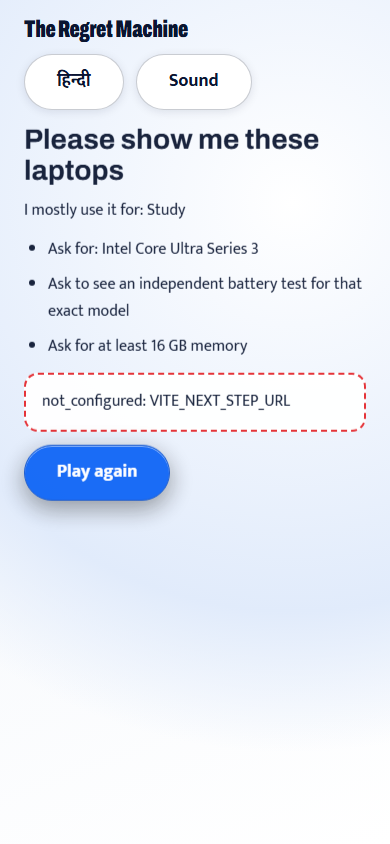 The Regret Machine
हिन्दी
Sound
Please show me these
laptops
I mostly use it for: Study
Ask for: Intel Core Ultra Series 3
Ask to see an independent battery test for that
exact model
Ask for at least 16 GB memory
not_configured: VITE_NEXT_STEP_URL
Play again